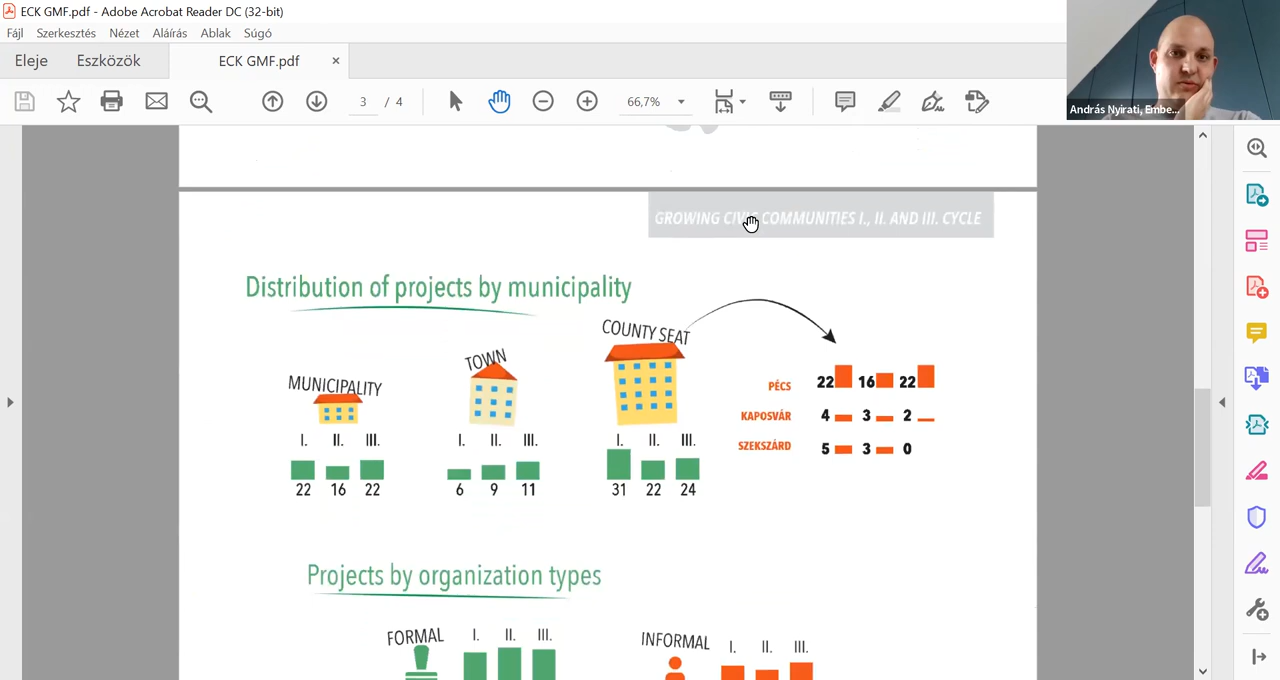 ECK GMF.pdf - Adobe Acrobat Reader DC (32-bit)
Fájl Szerkesztés Nézet Aláírás Ablak Súgó
Eleje Eszközök ECK GMF.pdf ×
3 / 4 66,7%
András Nyirati, Embe...
GROWING CIVIC COMMUNITIES I., II. AND III. CYCLE
Distribution of projects by municipality
MUNICIPALITY
I. II. III.
22 16 22
TOWN
I. II. III.
6 9 11
COUNTY SEAT
I. II. III.
31 22 24
PÉCS 22 16 22
KAPOSVÁR 4 3 2
SZEKSZÁRD 5 3 0
Projects by organization types
FORMAL I. II. III.
INFORMAL I. II. III.